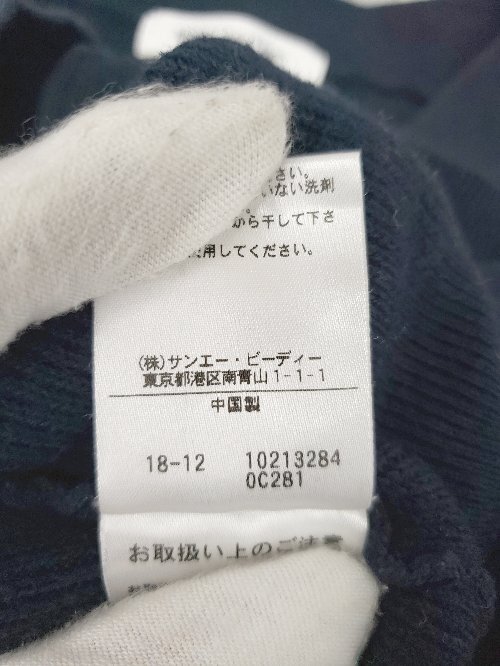 さい。
いない洗剤
。
から干して下さ
使用してください。
(株)サンエー・ビーディー
東京都港区南青山1-1-1
中国製
18-12 10213284
0C281
お取扱い上のご注意